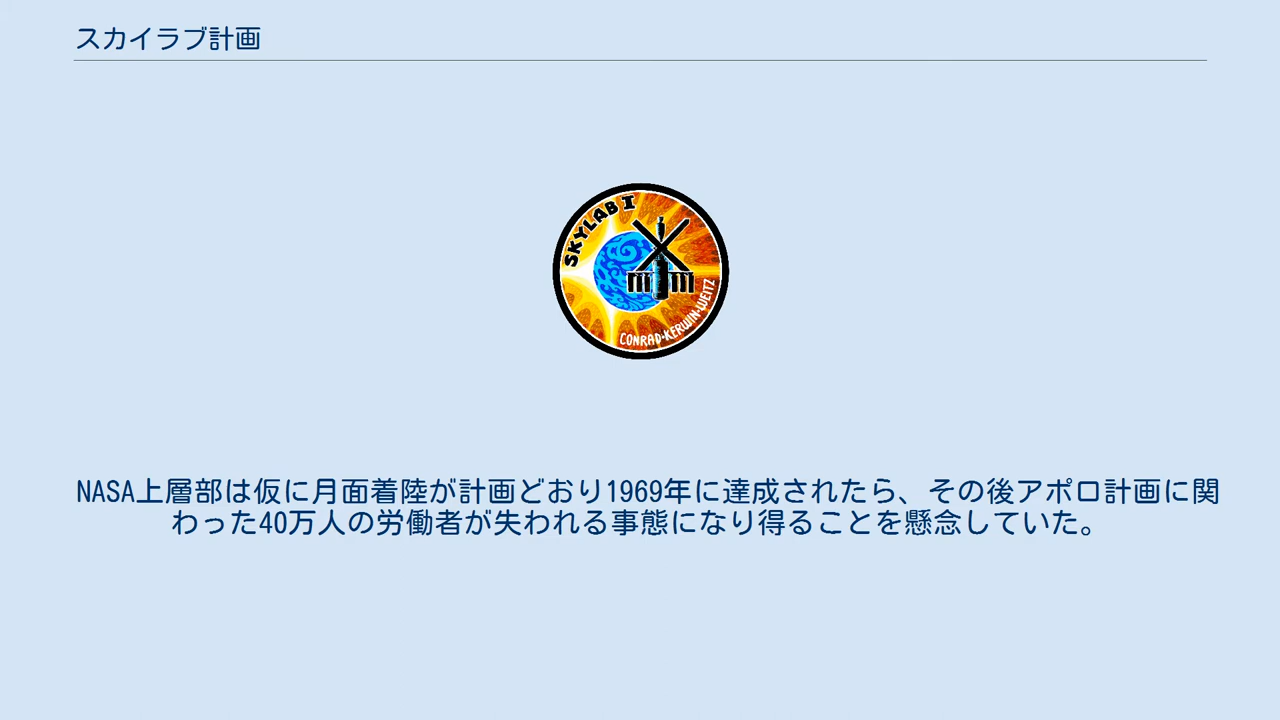 スカイラブ計画
SKYLAB I
CONRAD·KERWIN·WEITZ
NASA上層部は仮に月面着陸が計画どおり1969年に達成されたら、その後アポロ計画に関
わった40万人の労働者が失われる事態になり得ることを懸念していた。